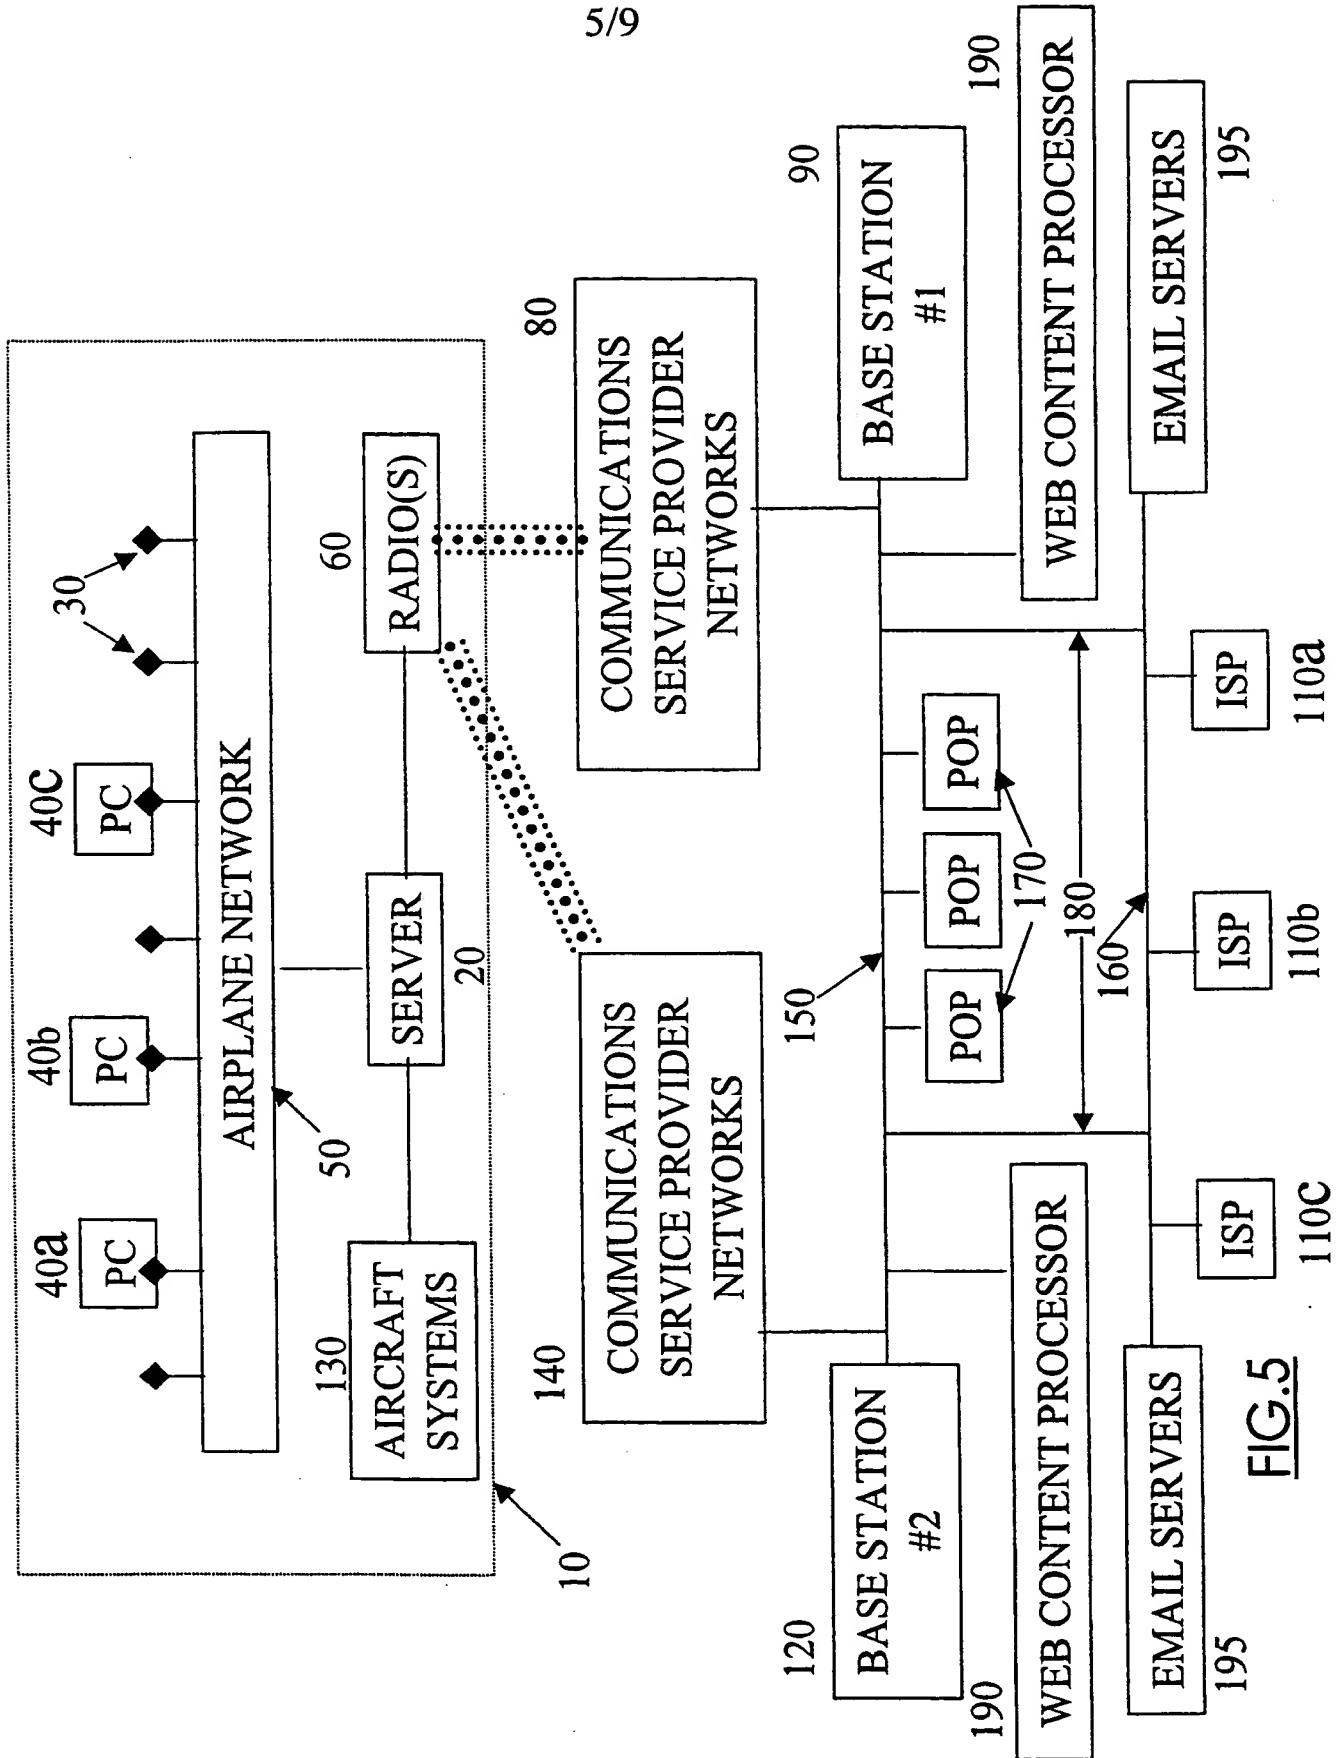 5/9
40a
40b
40c
30
PC
PC
PC
AIRPLANE NETWORK
50
130
20
60
AIRCRAFT
SYSTEMS
SERVER
RADIO(S)
10
140
80
COMMUNICATIONS
SERVICE PROVIDER
NETWORKS
COMMUNICATIONS
SERVICE PROVIDER
NETWORKS
120
150
90
BASE STATION
#2
BASE STATION
#1
POP
POP
POP
170
190
190
WEB CONTENT PROCESSOR
180
WEB CONTENT PROCESSOR
160
EMAIL SERVERS
195
EMAIL SERVERS
195
ISP
ISP
ISP
110c
110b
110a
FIG.5